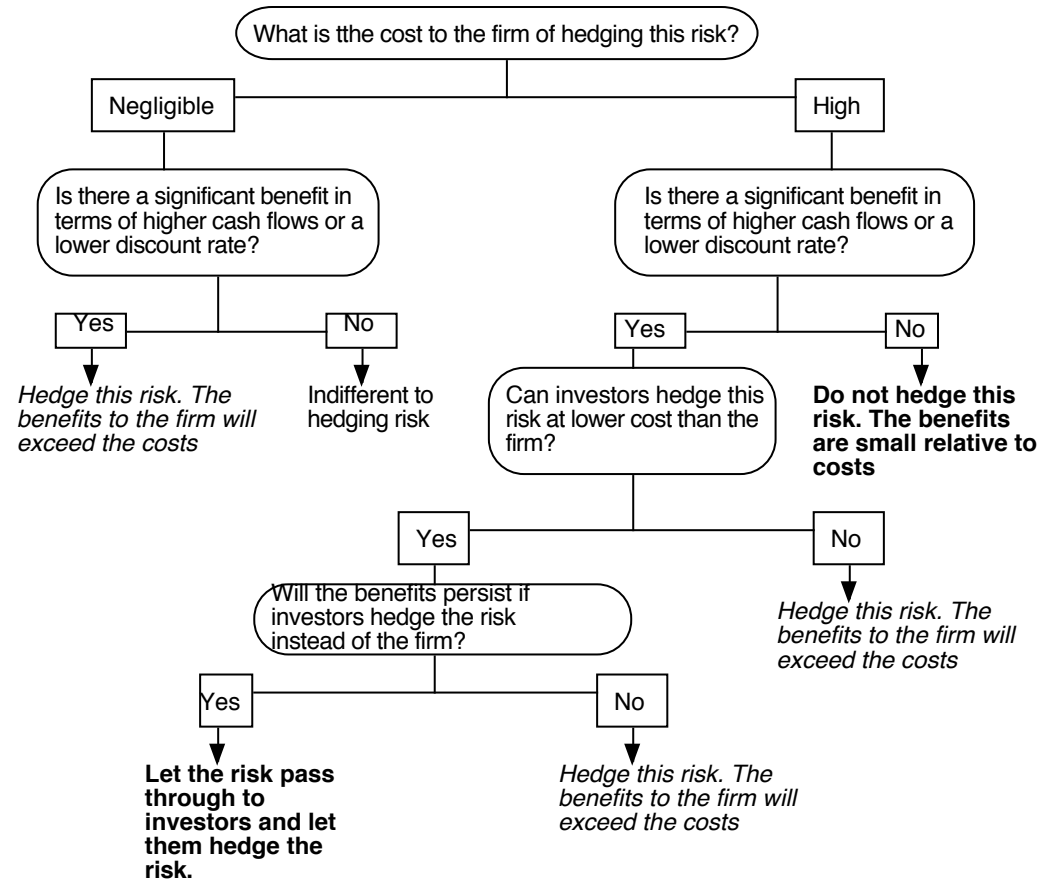 What is tthe cost to the firm of hedging this risk?
Negligible
High
Is there a significant benefit in
terms of higher cash flows or a
lower discount rate?
Is there a significant benefit in
terms of higher cash flows or a
lower discount rate?
Yes
No
Yes
No
Hedge this risk. The
benefits to the firm will
exceed the costs
Indifferent to
hedging risk
Can investors hedge this
risk at lower cost than the
firm?
Do not hedge this
risk. The benefits
are small relative to
costs
Yes
No
Will the benefits persist if
investors hedge the risk
instead of the firm?
Hedge this risk. The
benefits to the firm will
exceed the costs
Yes
No
Let the risk pass
through to
investors and let
them hedge the
risk.
Hedge this risk. The
benefits to the firm will
exceed the costs